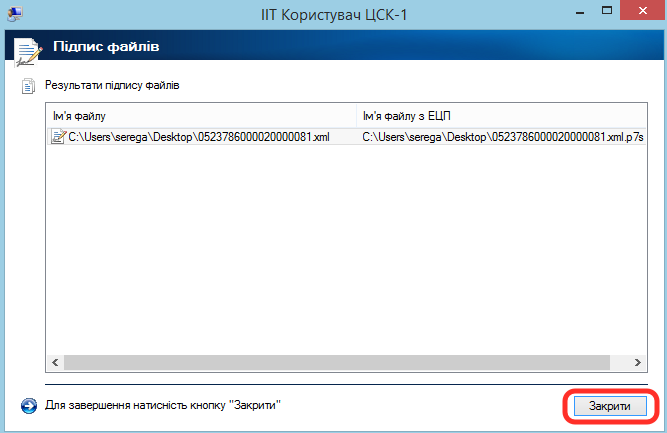 ІІТ Користувач ЦСК-1
Підпис файлів
Результати підпису файлів
Ім'я файлу Ім'я файлу з ЕЦП
C:\Users\serega\Desktop\0523786000020000081.xml C:\Users\serega\Desktop\0523786000020000081.xml.p7s
Для завершення натисність кнопку "Закрити" Закрити